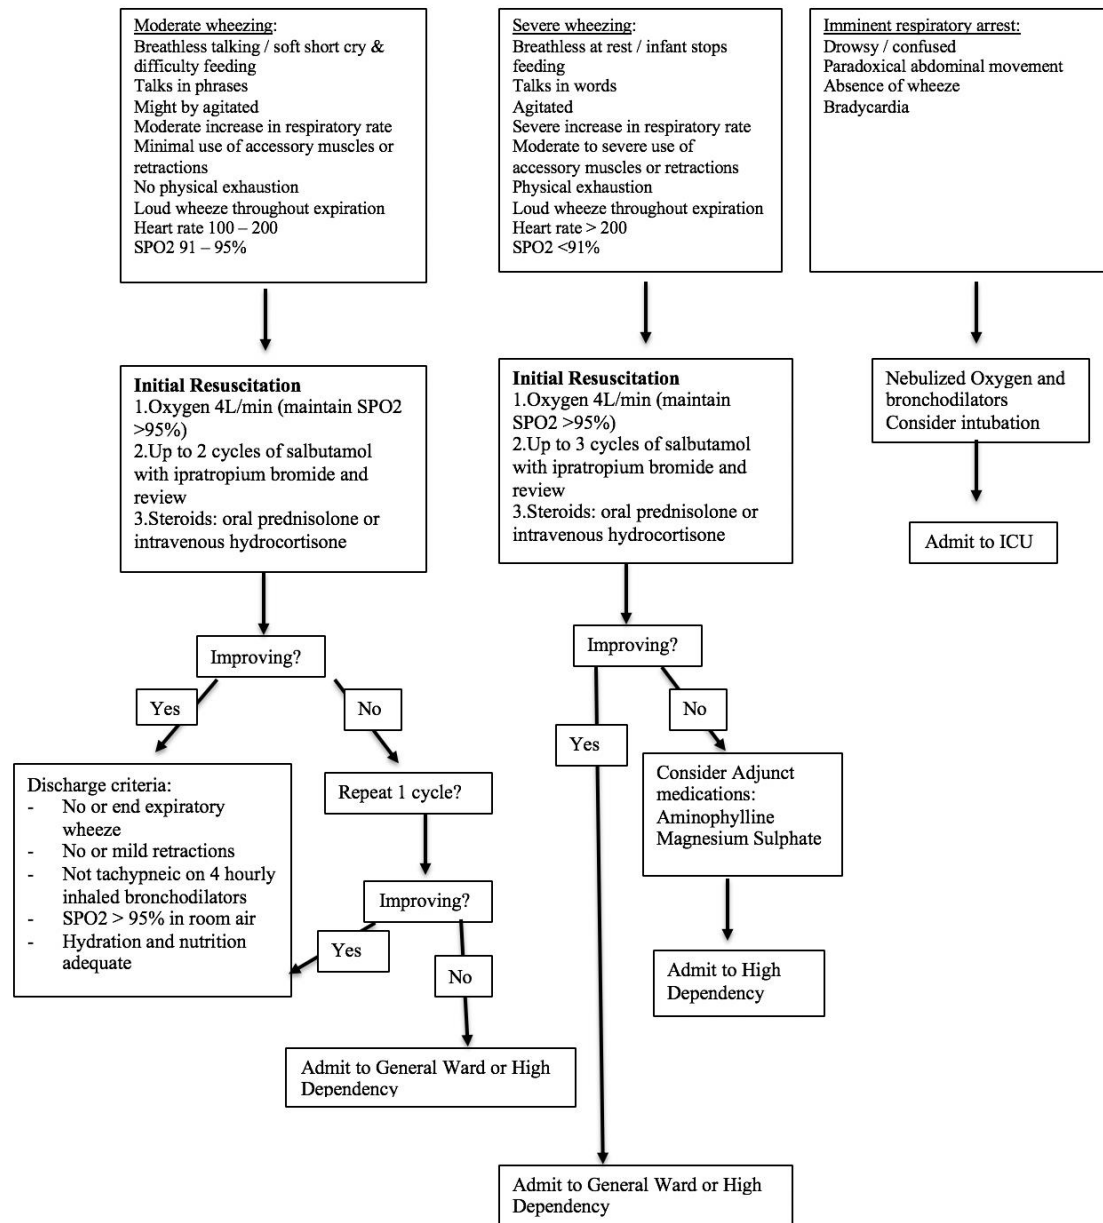 Moderate wheezing:
Breathless talking / soft short cry &
difficulty feeding
Talks in phrases
Might by agitated
Moderate increase in respiratory rate
Minimal use of accessory muscles or
retractions
No physical exhaustion
Loud wheeze throughout expiration
Heart rate 100 – 200
SPO2 91 – 95%
Severe wheezing:
Breathless at rest / infant stops
feeding
Talks in words
Agitated
Severe increase in respiratory rate
Moderate to severe use of
accessory muscles or retractions
Physical exhaustion
Loud wheeze throughout expiration
Heart rate > 200
SPO2 <91%
Imminent respiratory arrest:
Drowsy / confused
Paradoxical abdominal movement
Absence of wheeze
Bradycardia
Initial Resuscitation
1.Oxygen 4L/min (maintain SPO2
>95%)
2.Up to 2 cycles of salbutamol
with ipratropium bromide and
review
3.Steroids: oral prednisolone or
intravenous hydrocortisone
Initial Resuscitation
1.Oxygen 4L/min (maintain
SPO2 >95%)
2.Up to 3 cycles of salbutamol
with ipratropium bromide and
review
3.Steroids: oral prednisolone or
intravenous hydrocortisone
Nebulized Oxygen and
bronchodilators
Consider intubation
Admit to ICU
Improving?
Yes
No
Improving?
Yes
No
Discharge criteria:
- No or end expiratory
wheeze
- No or mild retractions
- Not tachypneic on 4 hourly
inhaled bronchodilators
- SPO2 > 95% in room air
- Hydration and nutrition
adequate
Repeat 1 cycle?
Improving?
Yes
No
Consider Adjunct
medications:
Aminophylline
Magnesium Sulphate
Admit to High
Dependency
Admit to General Ward or High
Dependency
Admit to General Ward or High
Dependency